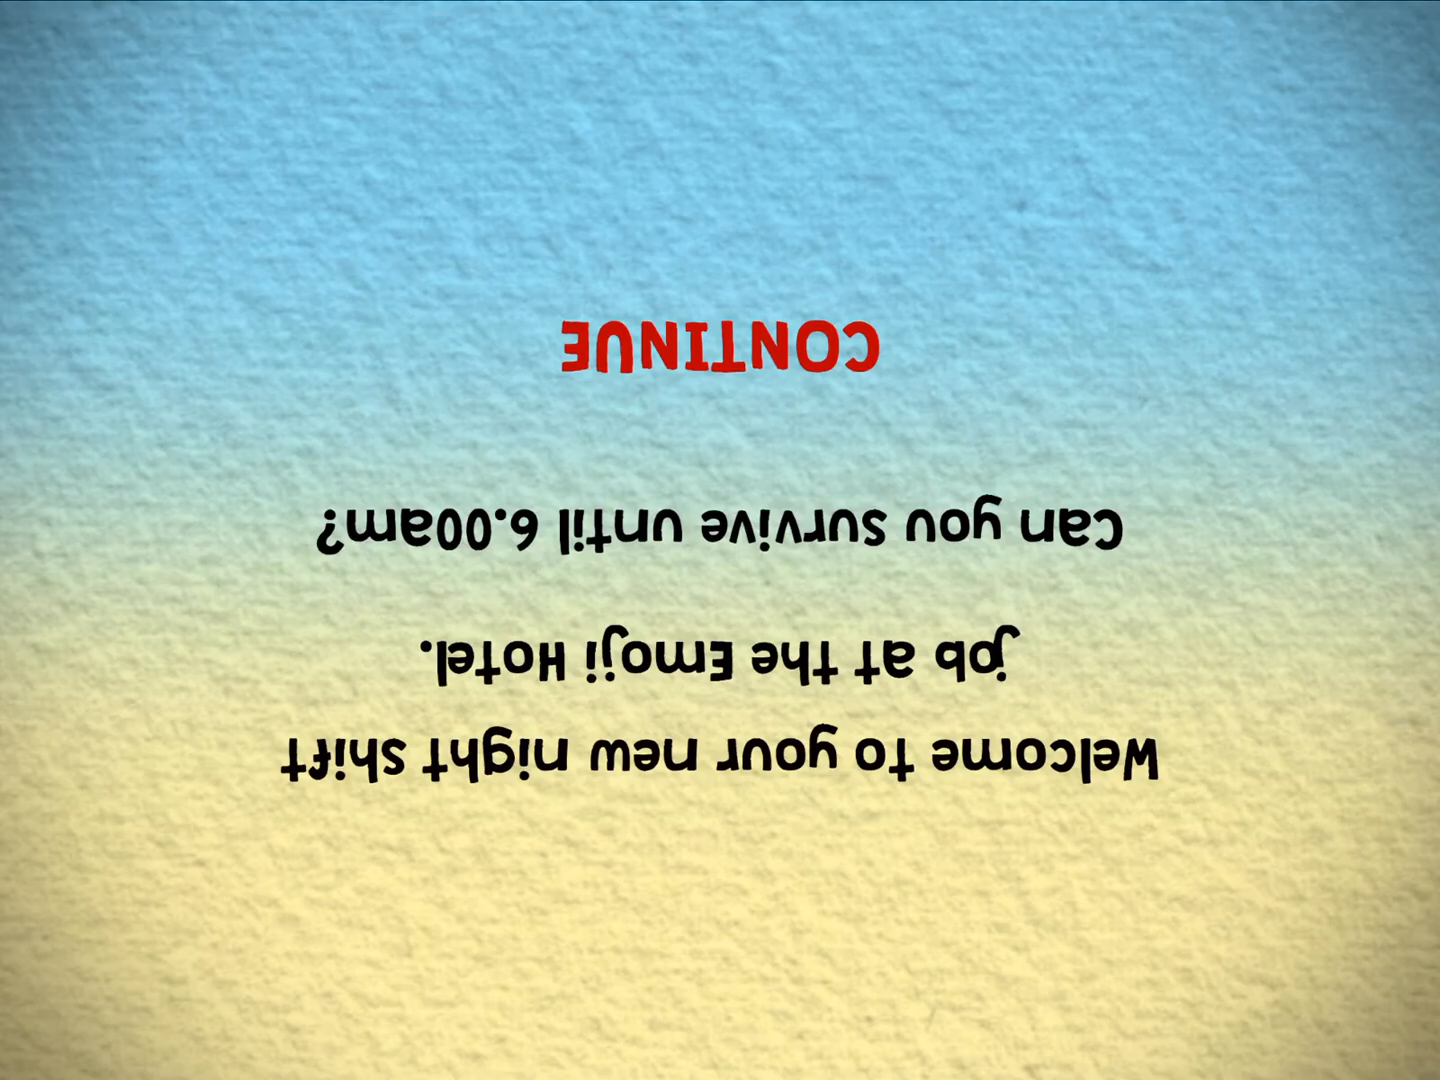 Welcome to your new night shift
job at the Emoji Hotel.
Can you survive until 6.00am?
CONTINUE